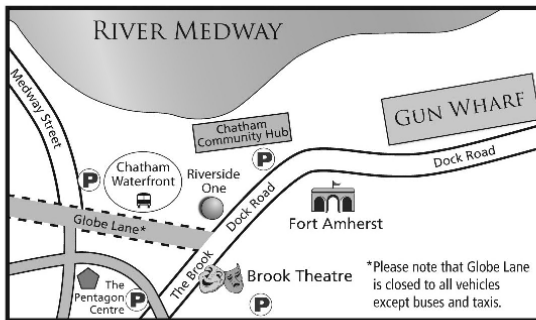 RIVER MEDWAY
Medway Street
GUN WHARF
Chatham
Community Hub
P
Dock Road
P
Chatham
Waterfront
Riverside
One
Dock Road
Fort Amherst
Globe Lane*
The Brook
Brook Theatre
The
Pentagon
Centre
P
P
*Please note that Globe Lane
is closed to all vehicles
except buses and taxis.